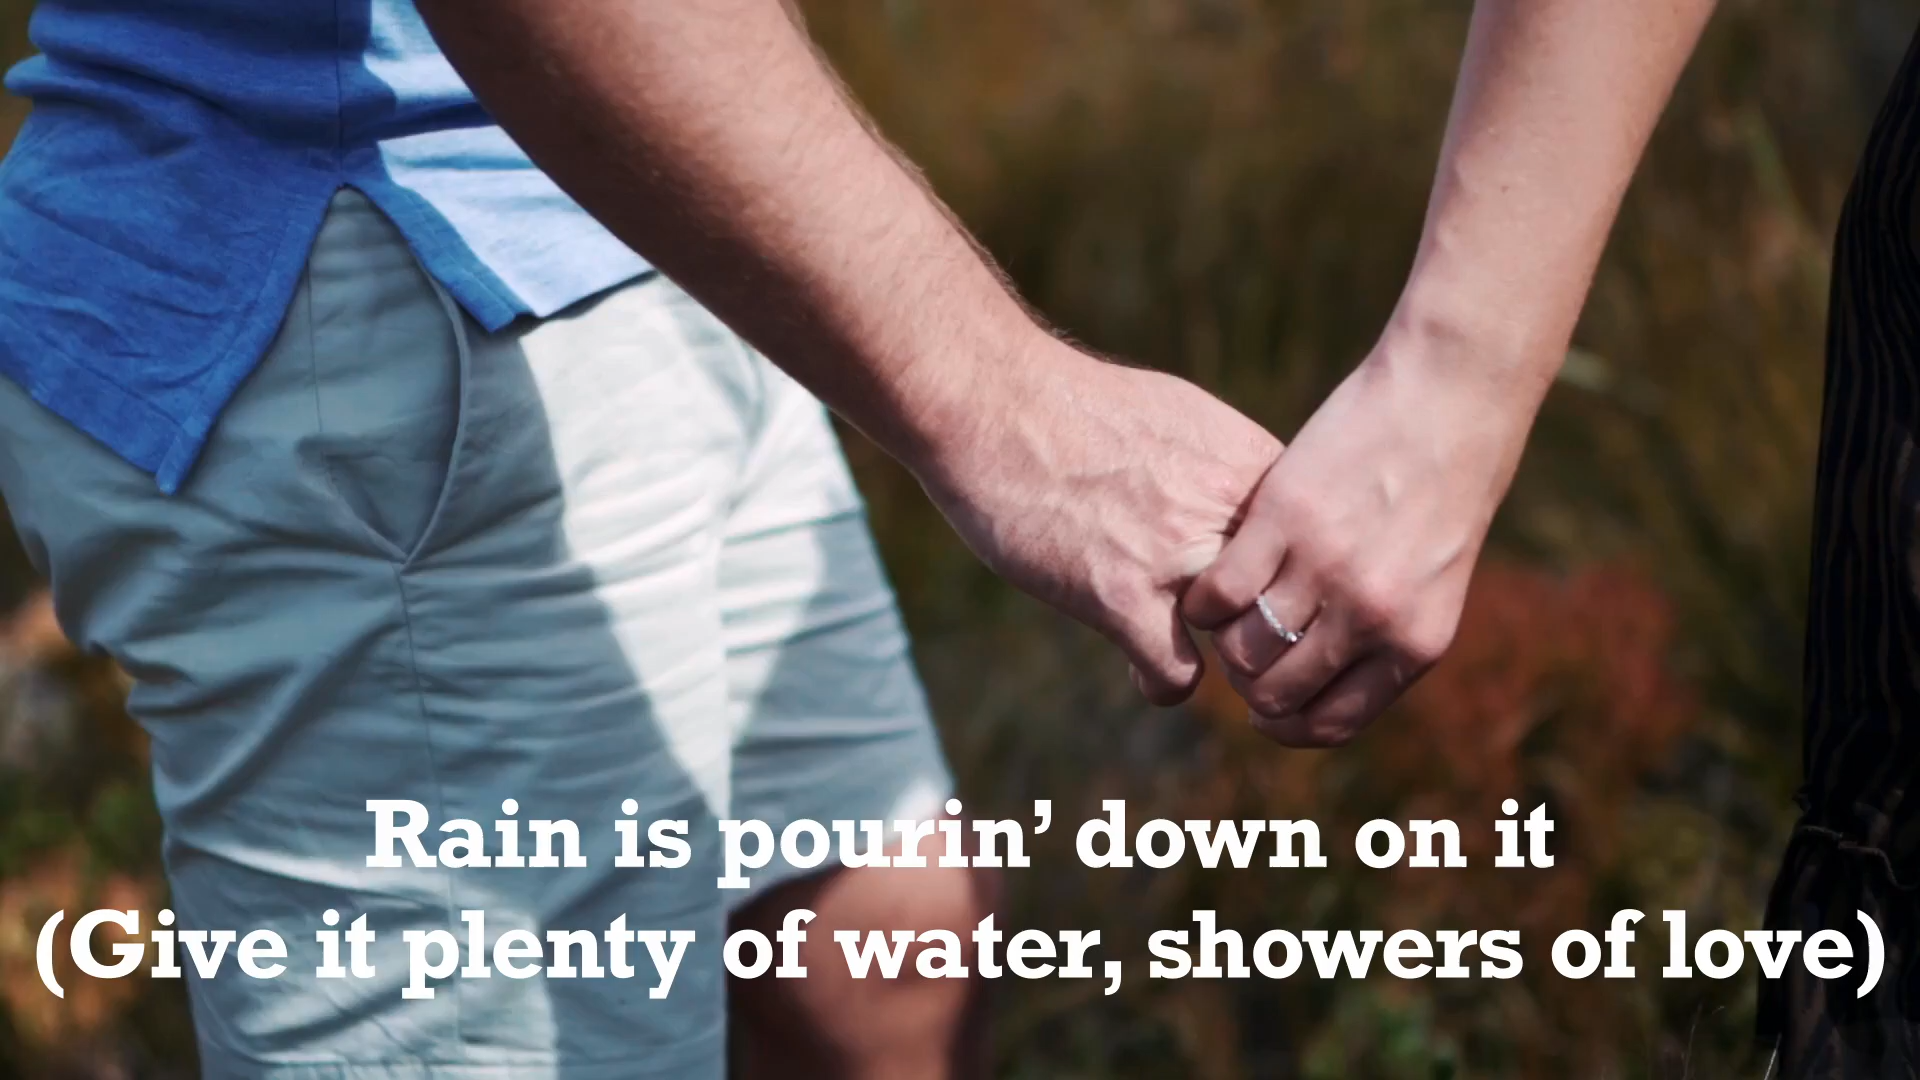 Rain is pourin’ down on it
(Give it plenty of water, showers of love)